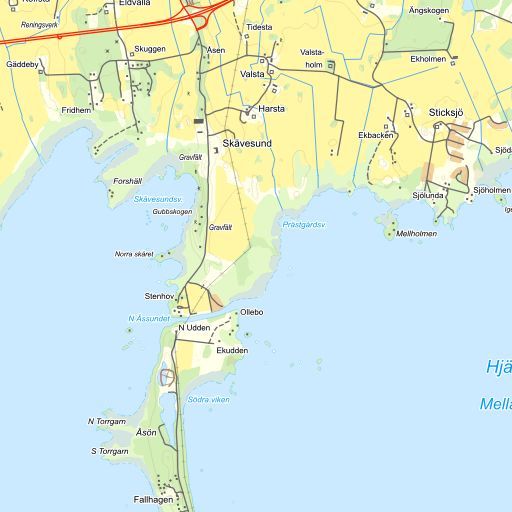 Eldvalla
Reningsverk
Ängskogen
Tidesta
Skuggen
Åsen
Valsta-
holm
Ekholmen
Gäddeby
Valsta
Fridhem
Harsta
Sticksjö
Ekbacken
Skävesund
Gravfält
Forshäll
Sjölunda
Sjöholmen
Skävesundsv.
Gubbskogen
Gravfält
Prästgårdsv.
Mellholmen
Norra skäret
Stenhov
N Åssundet
Ollebo
N Udden
Ekudden
Södra viken
N Torrgarn
Åsön
S Torrgarn
Fallhagen